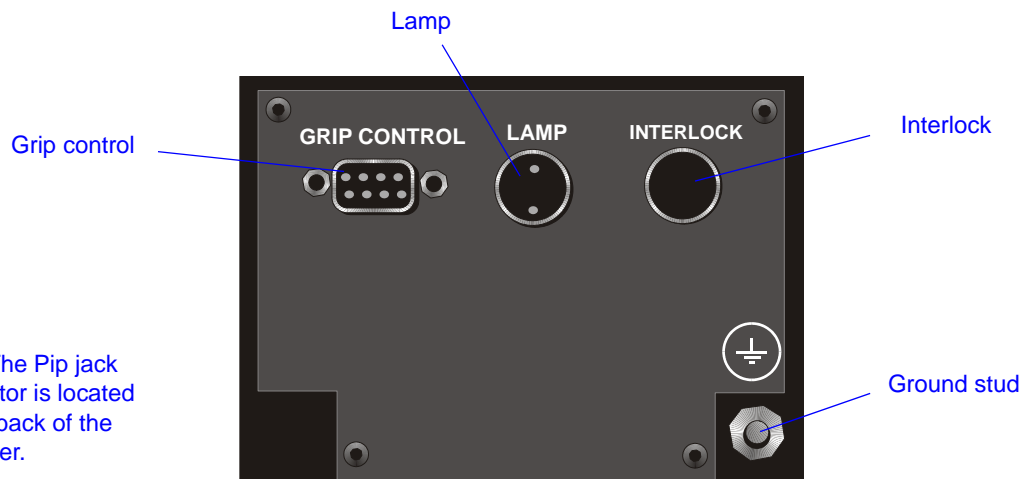 Lamp
Grip control
Interlock
GRIP CONTROL
LAMP
INTERLOCK
he Pip jack
tor is located
back of the
er.
Ground stud